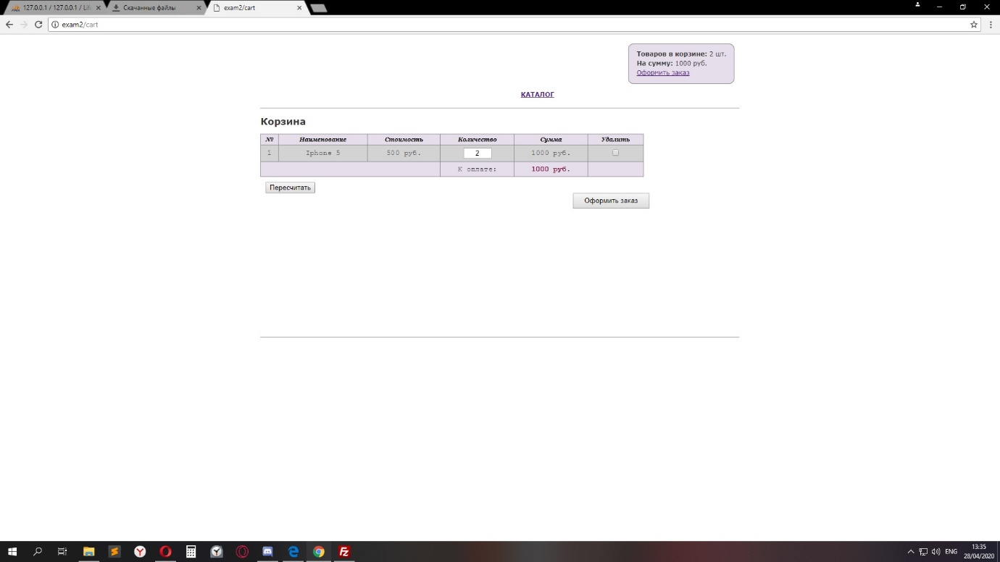 127.0.0.1 / 127.0.0.1 / Life
Скачанные файлы
exam2/cart
exam2/cart
Товаров в корзине: 2 шт.
На сумму: 1000 руб.
Оформить заказ
КАТАЛОГ
Корзина
№ Наименование Стоимость Количество Сумма Удалить
1 Iphone 5 500 руб. 2 1000 руб.
К оплате: 1000 руб.
Пересчитать
Оформить заказ
ENG
13:35
28/04/2020